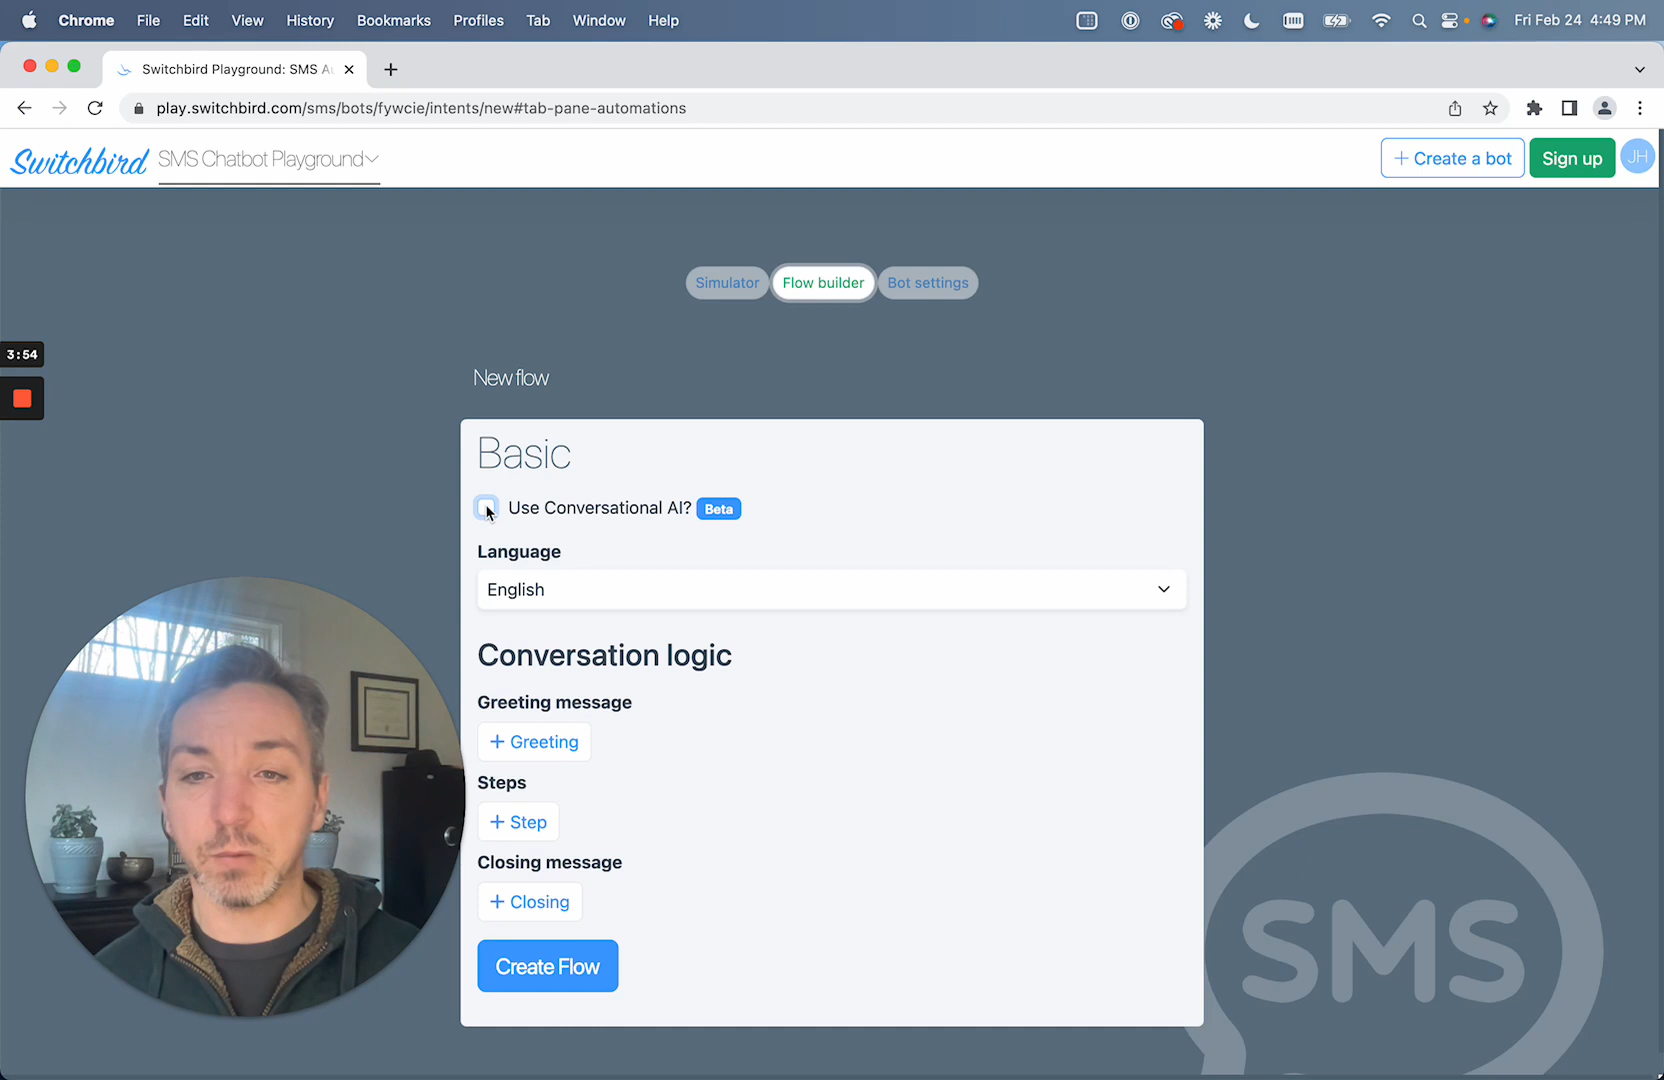 Chrome File Edit View History Bookmarks Profiles Tab Window Help Fri Feb 24 4:49 PM
Switchbird Playground: SMS A
play.switchbird.com/sms/bots/fywcie/intents/new#tab-pane-automations
Switchbird SMS Chatbot Playground + Create a bot Sign up JH
Simulator Flow builder Bot settings
3:54
New flow
Basic
Use Conversational AI? Beta
Language
English
Conversation logic
Greeting message
+ Greeting
Steps
+ Step
Closing message
+ Closing
Create Flow
SMS